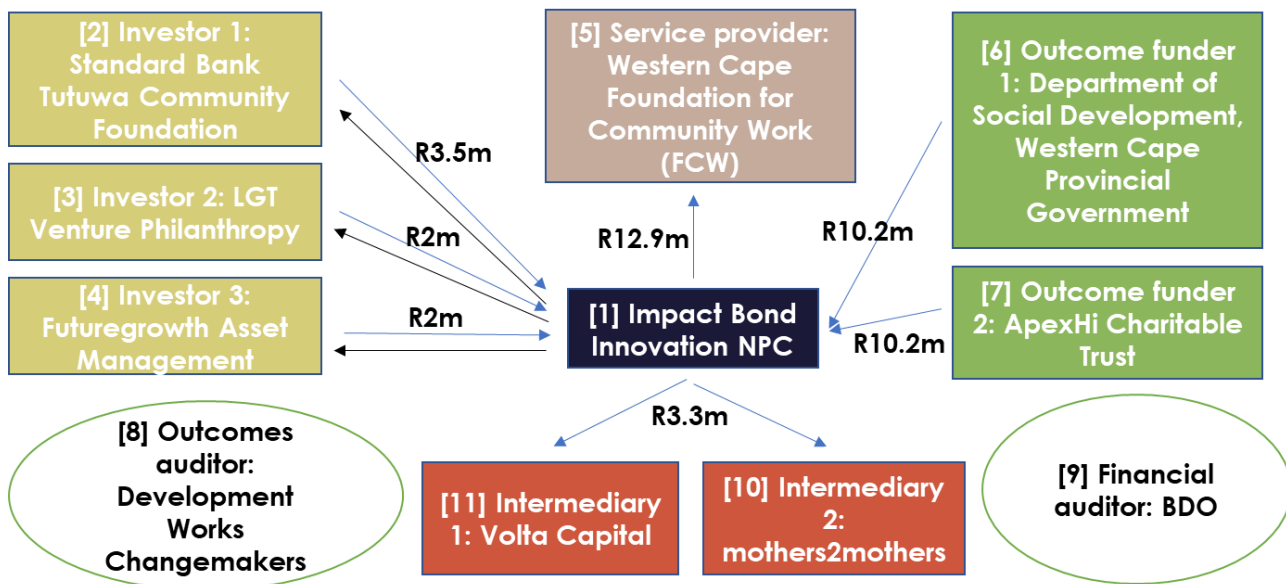 [2] Investor 1:
Standard Bank
Tutuwa Community
Foundation
[5] Service provider:
Western Cape
Foundation for
Community Work
(FCW)
[6] Outcome funder
1: Department of
Social Development,
Western Cape
Provincial
Government
R3.5m
[3] Investor 2: LGT
Venture Philanthropy
R2m
R12.9m
R10.2m
[4] Investor 3:
Futuregrowth Asset
Management
R2m
[1] Impact Bond
Innovation NPC
R10.2m
[7] Outcome funder
2: ApexHi Charitable
Trust
R3.3m
[8] Outcomes
auditor:
Development
Works
Changemakers
[11] Intermediary
1: Volta Capital
[10] Intermediary
2:
mothers2mothers
[9] Financial
auditor: BDO